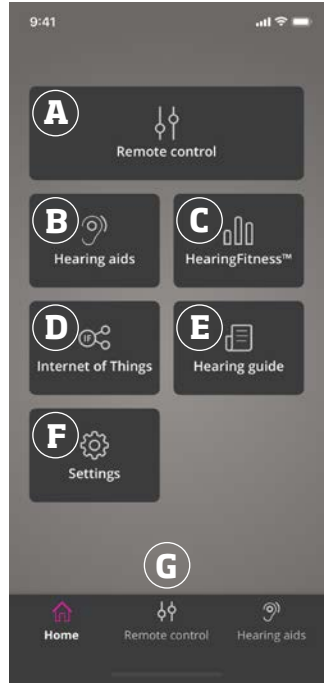 9:41
A
Remote control
B
Hearing aids
C
HearingFitness™
D
IF
Internet of Things
E
Hearing guide
F
Settings
G
Home
Remote control
Hearing aids